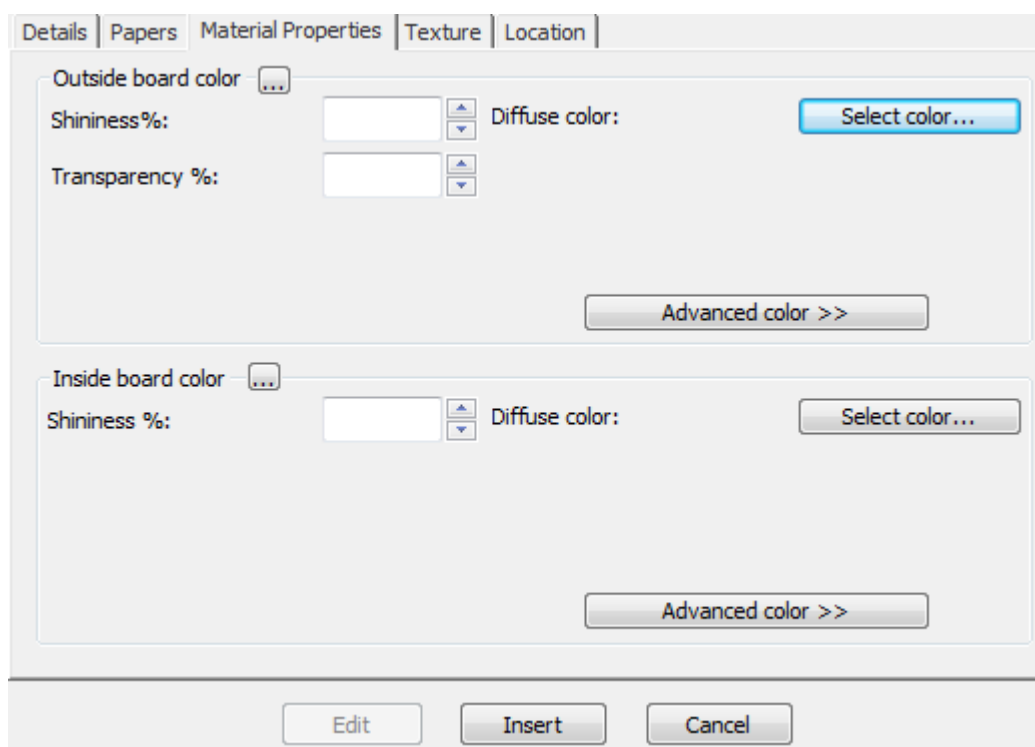 Details Papers Material Properties Texture Location
Outside board color ...
Shininess%: Diffuse color: Select color...
Transparency %:
Advanced color >>
Inside board color ...
Shininess %: Diffuse color: Select color...
Advanced color >>
Edit Insert Cancel